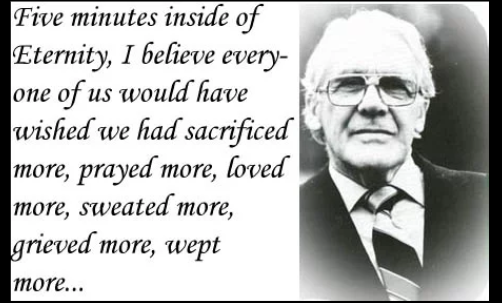 Five minutes inside of
Eternity, I believe every-
one of us would have
wished we had sacrificed
more, prayed more, loved
more, sweated more,
grieved more, wept
more...